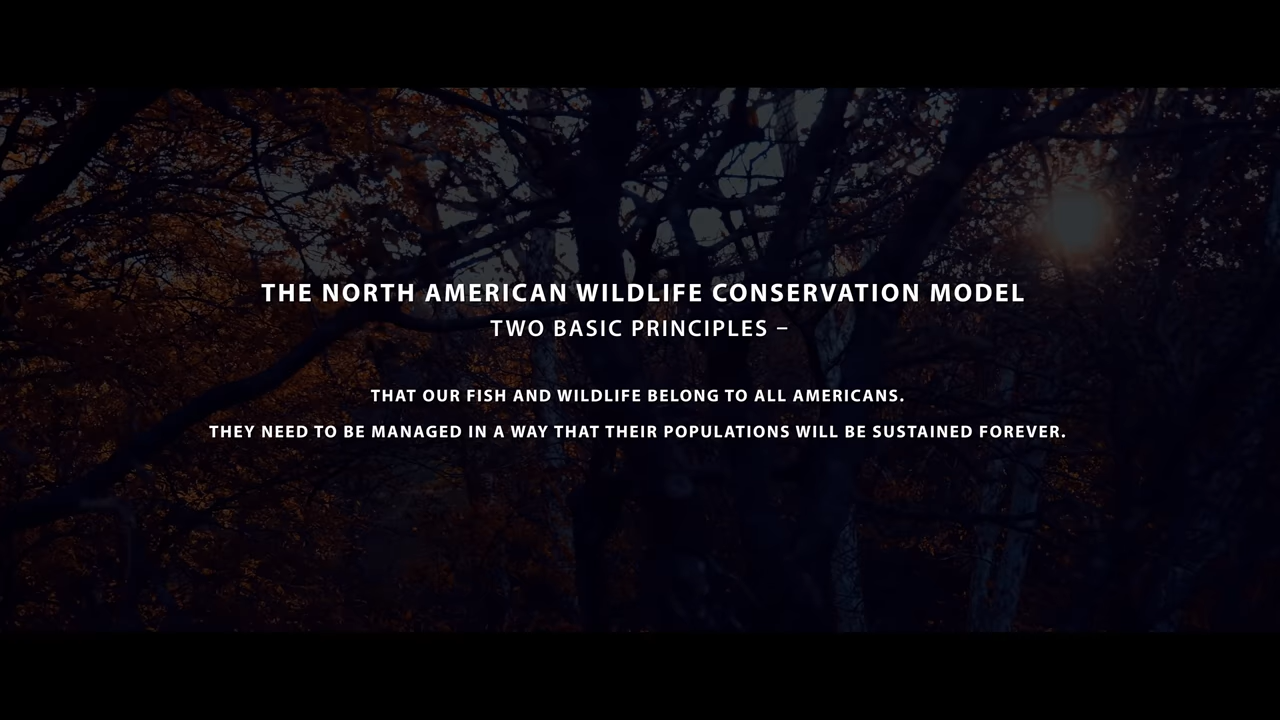 THE NORTH AMERICAN WILDLIFE CONSERVATION MODEL
TWO BASIC PRINCIPLES –
THAT OUR FISH AND WILDLIFE BELONG TO ALL AMERICANS.
THEY NEED TO BE MANAGED IN A WAY THAT THEIR POPULATIONS WILL BE SUSTAINED FOREVER.